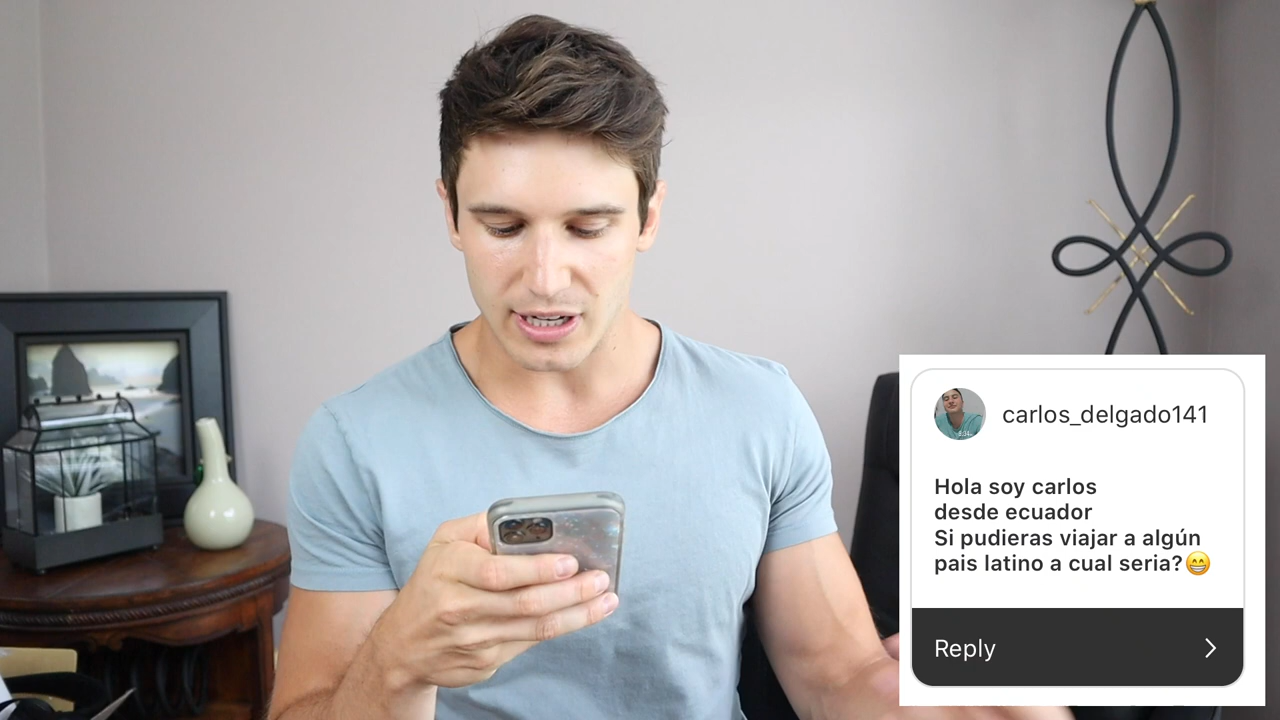 carlos_delgado141
Hola soy carlos
desde ecuador
Si pudieras viajar a algún
pais latino a cual seria?😁
Reply